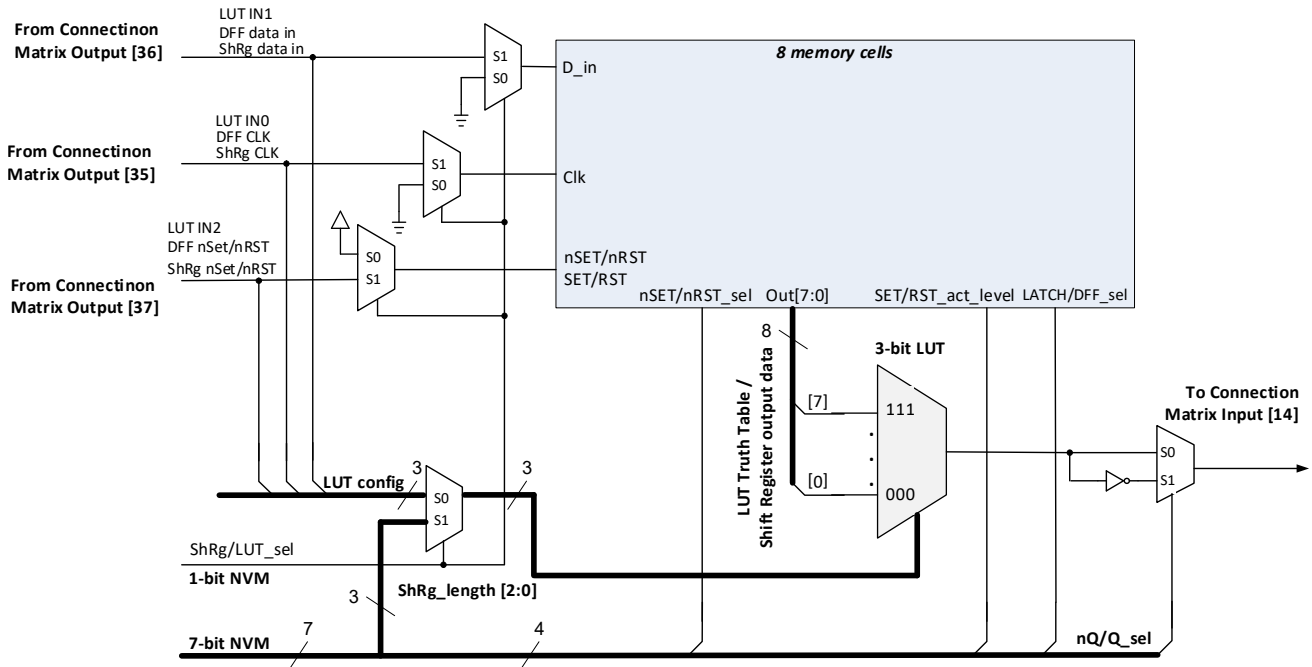 LUT IN1
DFF data in
ShRg data in
From Connectinon
Matrix Output [36]
S1
S0
D_in
8 memory cells
LUT IN0
DFF CLK
ShRg CLK
From Connectinon
Matrix Output [35]
S1
S0
Clk
LUT IN2
DFF nSet/nRST
ShRg nSet/nRST
From Connectinon
Matrix Output [37]
S0
S1
nSET/nRST
SET/RST
nSET/nRST_sel
Out[7:0]
SET/RST_act_level
LATCH/DFF_sel
8
3-bit LUT
LUT Truth Table /
Shift Register output data
[7]
111
[0]
000
To Connection
Matrix Input [14]
S0
S1
LUT config
3
S0
S1
3
ShRg/LUT_sel
1-bit NVM
ShRg_length [2:0]
3
7-bit NVM
7
4
nQ/Q_sel